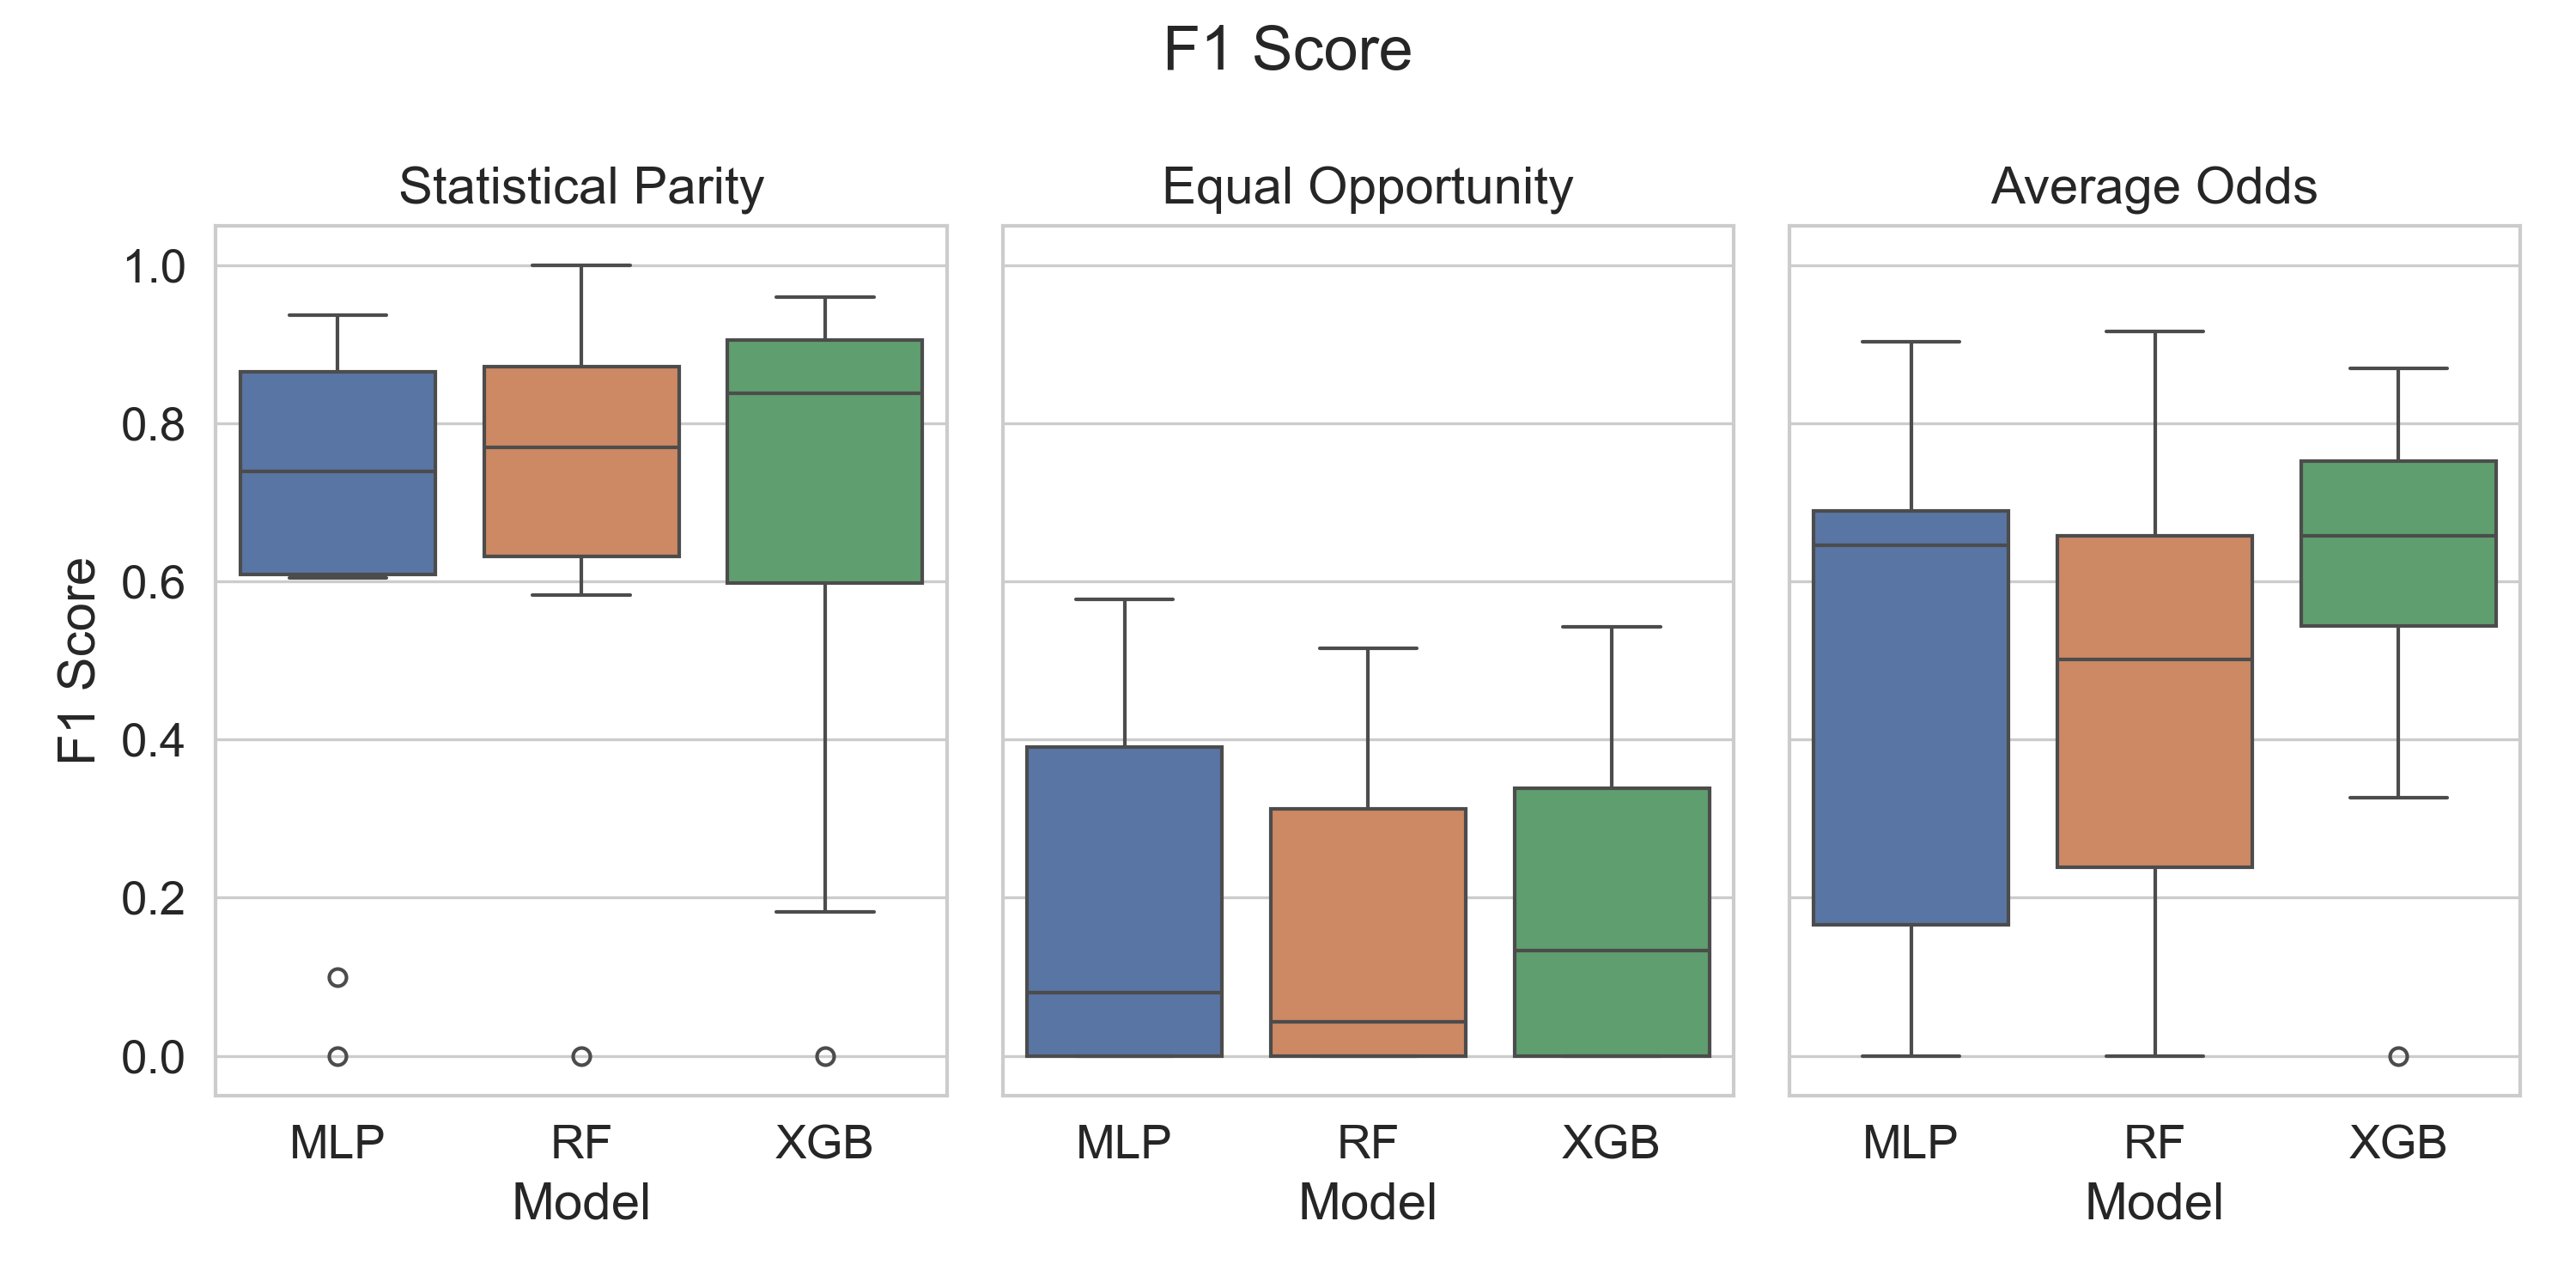 F1 Score
Statistical Parity
Equal Opportunity
Average Odds
F1 Score
1.0
0.8
0.6
0.4
0.2
0.0
MLP RF XGB
Model
MLP RF XGB
Model
MLP RF XGB
Model